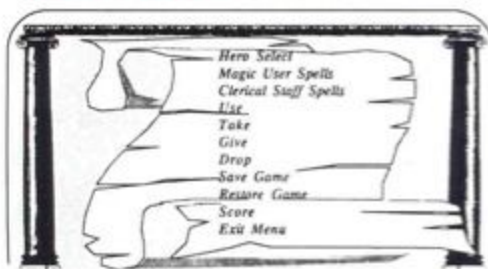 Hero Select
Magic User Spells
Clerical Staff Spells
Use
Take
Give
Drop
Save Game
Restore Game
Score
Exit Menu